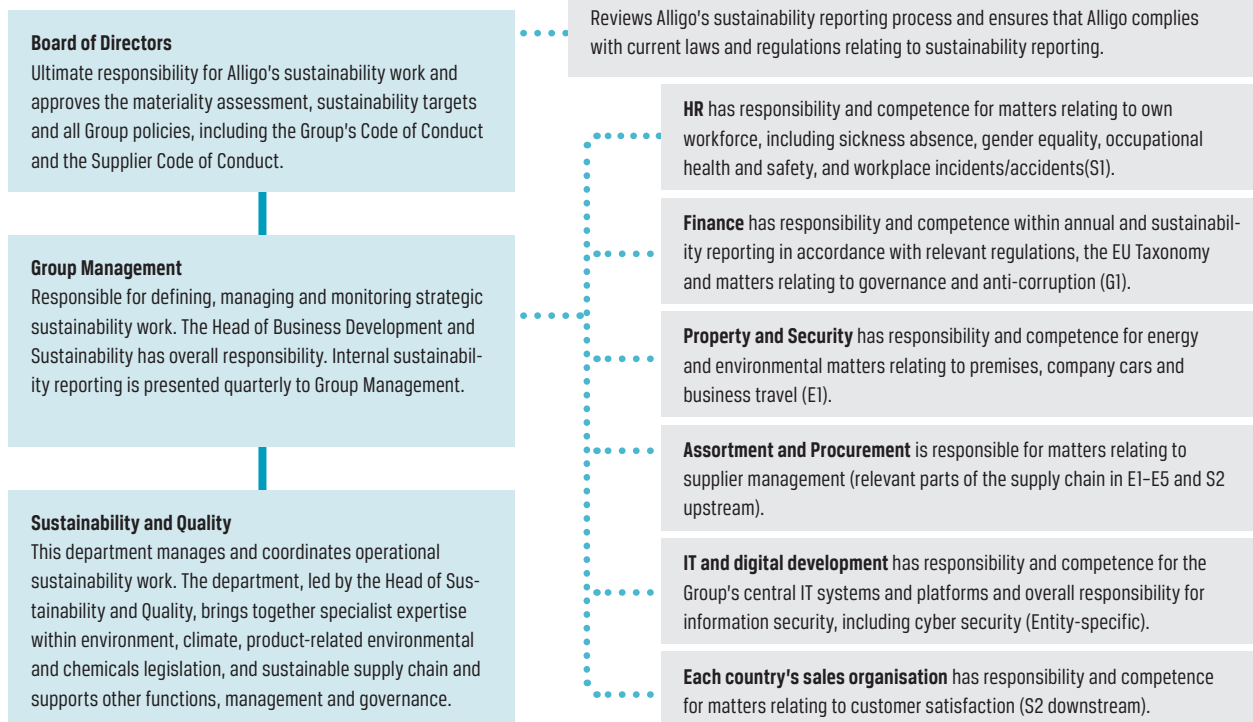 Board of Directors
Ultimate responsibility for Alligo's sustainability work and
approves the materiality assessment, sustainability targets
and all Group policies, including the Group's Code of Conduct
and the Supplier Code of Conduct.
Group Management
Responsible for defining, managing and monitoring strategic
sustainability work. The Head of Business Development and
Sustainability has overall responsibility. Internal sustainabil-
ity reporting is presented quarterly to Group Management.
Sustainability and Quality
This department manages and coordinates operational
sustainability work. The department, led by the Head of Sus-
tainability and Quality, brings together specialist expertise
within environment, climate, product-related environmental
and chemicals legislation, and sustainable supply chain and
supports other functions, management and governance.
Reviews Alligo's sustainability reporting process and ensures that Alligo complies
with current laws and regulations relating to sustainability reporting.
HR has responsibility and competence for matters relating to own
workforce, including sickness absence, gender equality, occupational
health and safety, and workplace incidents/accidents(S1).
Finance has responsibility and competence within annual and sustainabil-
ity reporting in accordance with relevant regulations, the EU Taxonomy
and matters relating to governance and anti-corruption (G1).
Property and Security has responsibility and competence for energy
and environmental matters relating to premises, company cars and
business travel (E1).
Assortment and Procurement is responsible for matters relating to
supplier management (relevant parts of the supply chain in E1–E5 and S2
upstream).
IT and digital development has responsibility and competence for the
Group's central IT systems and platforms and overall responsibility for
information security, including cyber security (Entity-specific).
Each country's sales organisation has responsibility and competence
for matters relating to customer satisfaction (S2 downstream).